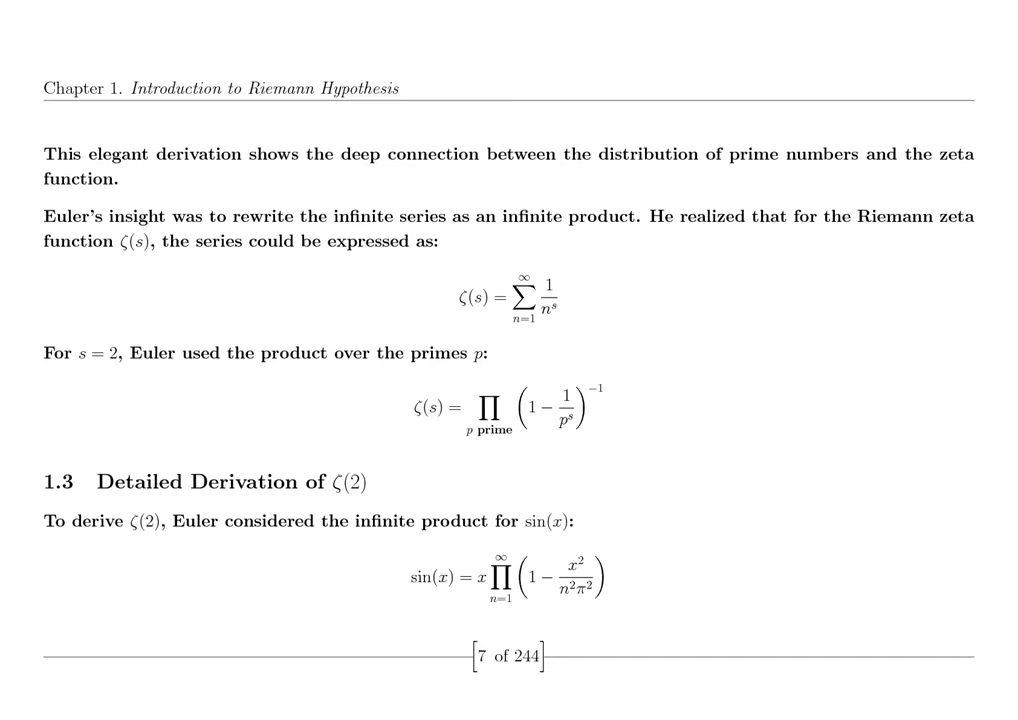 Chapter 1. Introduction to Riemann Hypothesis
This elegant derivation shows the deep connection between the distribution of prime numbers and the zeta
function.
Euler's insight was to rewrite the infinite series as an infinite product. He realized that for the Riemann zeta
function ζ(s), the series could be expressed as:
ζ(s) = ∑_{n=1}^{∞} 1/n^s
For s = 2, Euler used the product over the primes p:
ζ(s) = ∏_{p prime} (1 − 1/p^s)^{−1}
1.3 Detailed Derivation of ζ(2)
To derive ζ(2), Euler considered the infinite product for sin(x):
sin(x) = x ∏_{n=1}^{∞} (1 − x²/(n²π²))
[7 of 244]